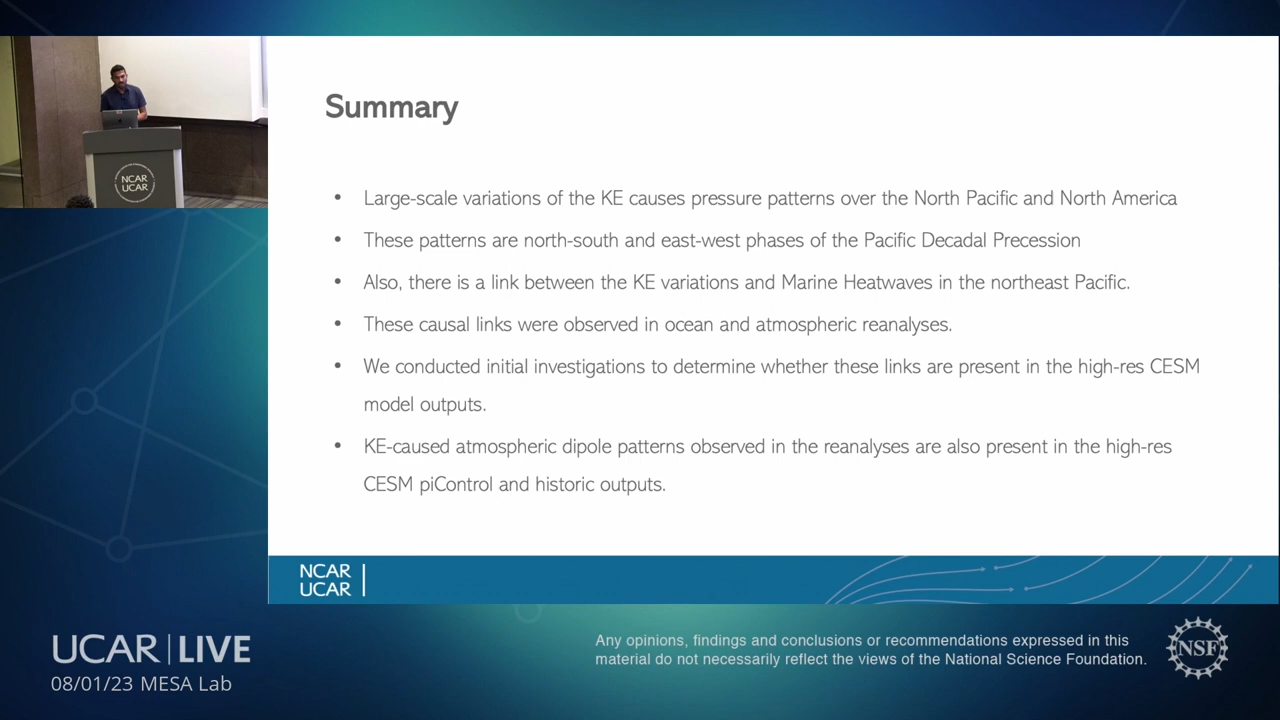 NCAR
UCAR
Summary
• Large-scale variations of the KE causes pressure patterns over the North Pacific and North America
• These patterns are north-south and east-west phases of the Pacific Decadal Precession
• Also, there is a link between the KE variations and Marine Heatwaves in the northeast Pacific.
• These causal links were observed in ocean and atmospheric reanalyses.
• We conducted initial investigations to determine whether these links are present in the high-res CESM
model outputs.
• KE-caused atmospheric dipole patterns observed in the reanalyses are also present in the high-res
CESM piControl and historic outputs.
NCAR
UCAR
UCAR | LIVE
08/01/23 MESA Lab
Any opinions, findings and conclusions or recommendations expressed in this
material do not necessarily reflect the views of the National Science Foundation.
NSF